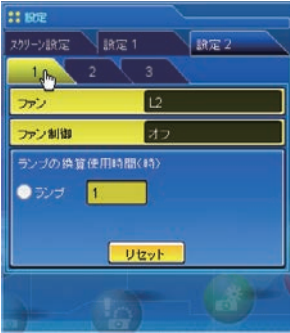 設定
スクリーン設定 設定 1 設定 2
1 2 3
ファン L2
ファン制御 オフ
ランプの換算使用時間(時)
ランプ 1
リセット